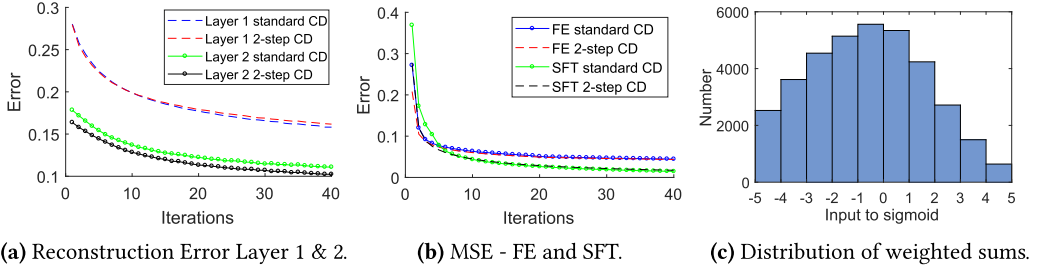 0.3
0.25
0.2
0.15
0.1
Error
0 10 20 30 40
Iterations
Layer 1 standard CD
Layer 1 2-step CD
Layer 2 standard CD
Layer 2 2-step CD
(a) Reconstruction Error Layer 1 & 2.
0.4
0.3
0.2
0.1
0
Error
0 10 20 30 40
Iterations
FE standard CD
FE 2-step CD
SFT standard CD
SFT 2-step CD
(b) MSE - FE and SFT.
6000
4000
2000
0
Number
-5 -4 -3 -2 -1 0 1 2 3 4 5
Input to sigmoid
(c) Distribution of weighted sums.